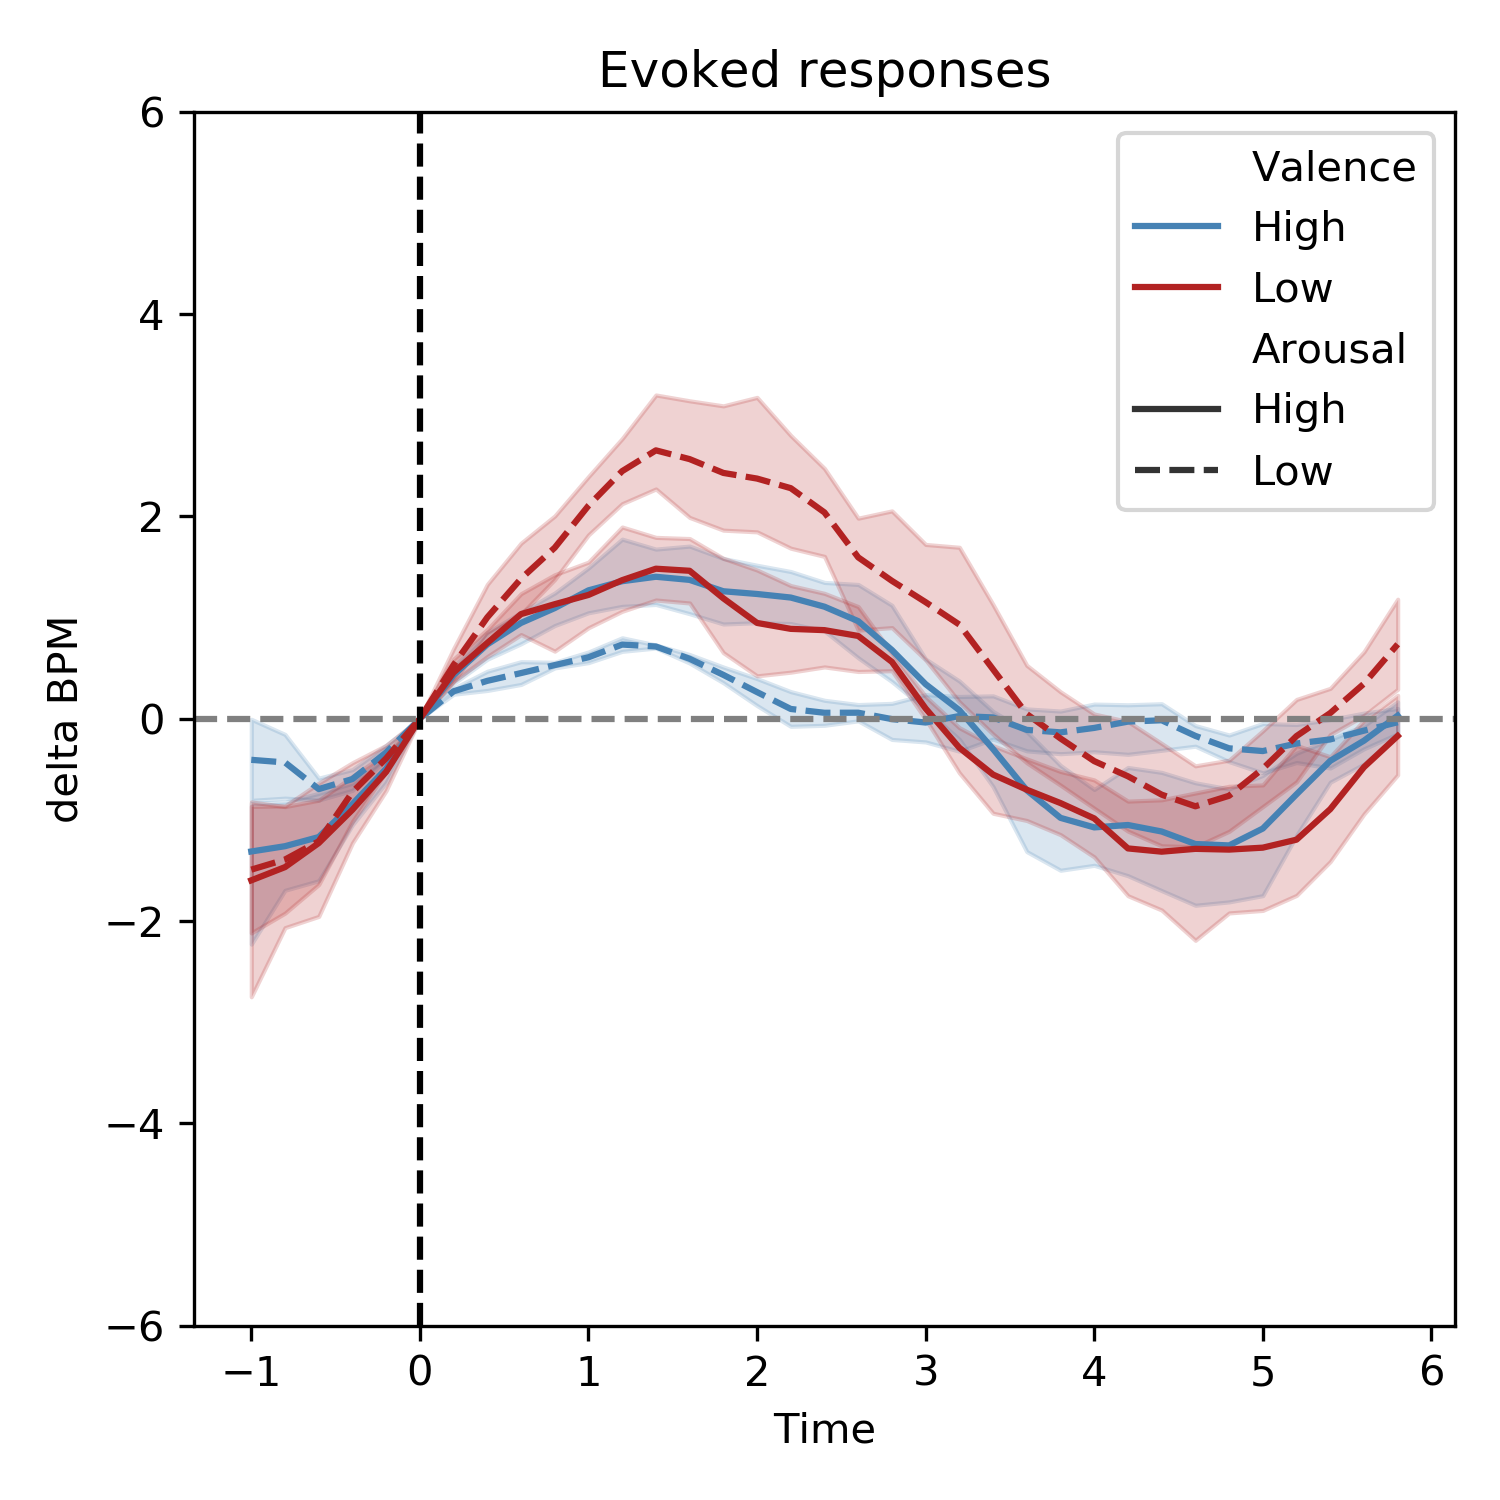 Evoked responses
6
4
2
0
−2
−4
−6
delta BPM
Valence
High
Low
Arousal
High
Low
−1 0 1 2 3 4 5 6
Time